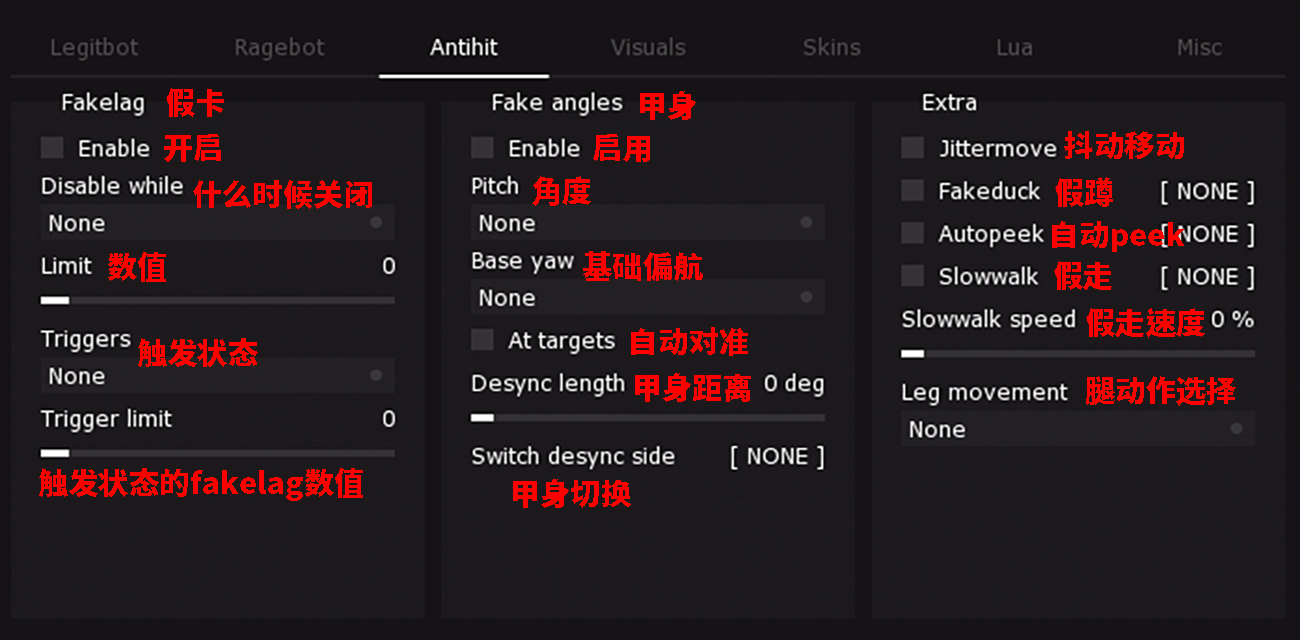 Legitbot Ragebot Antihit Visuals Skins Lua Misc
Fakelag 假卡
Enable 开启
Disable while 什么时候关闭
None
Limit 数值 0
Triggers 触发状态
None
Trigger limit 0
触发状态的fakelag数值
Fake angles 甲身
Enable 启用
Pitch 角度
None
Base yaw 基础偏航
None
At targets 自动对准
Desync length 甲身距离 0 deg
Switch desync side [ NONE ]
甲身切换
Extra
Jittermove 抖动移动
Fakeduck 假蹲 [ NONE ]
Autopeek 自动peek [ NONE ]
Slowwalk 假走 [ NONE ]
Slowwalk speed 假走速度 0 %
Leg movement 腿动作选择
None